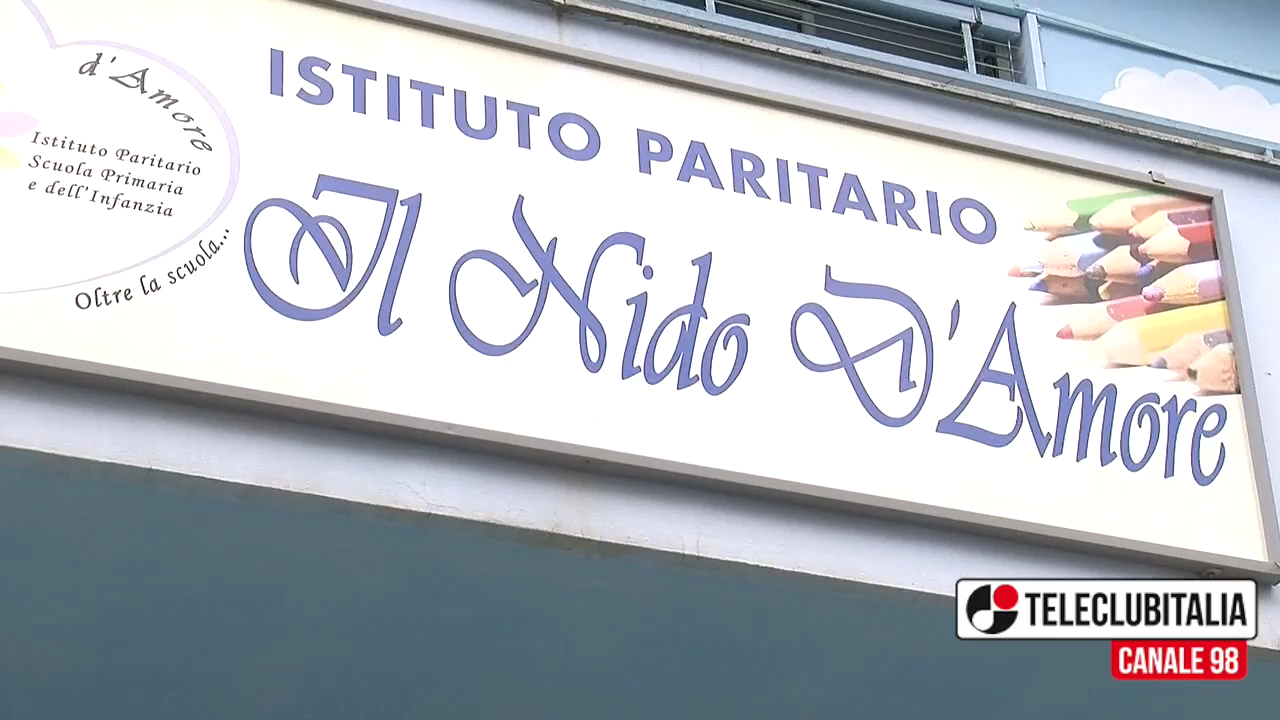 d'Amore
Istituto Paritario
Scuola Primaria
e dell'Infanzia
Oltre la scuola...
ISTITUTO PARITARIO
Il Nido D'Amore
TELECLUBITALIA
CANALE 98